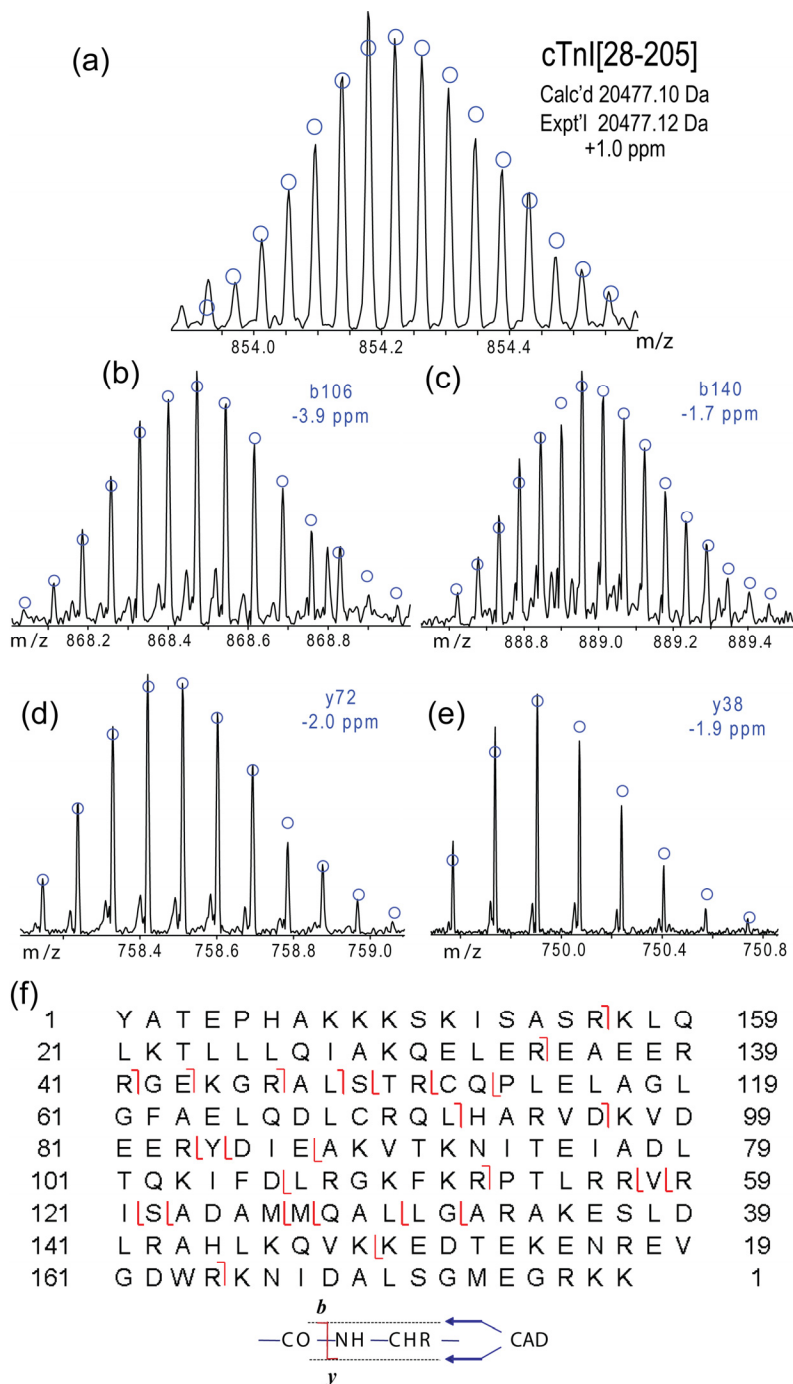 (a)
cTnI[28-205]
Calc'd 20477.10 Da
Expt'l 20477.12 Da
+1.0 ppm
854.0 854.2 854.4 m/z
(b)
b106
-3.9 ppm
m/z 868.2 868.4 868.6 868.8
(c)
b140
-1.7 ppm
m/z 888.8 889.0 889.2 889.4
(d)
y72
-2.0 ppm
m/z 758.4 758.6 758.8 759.0
(e)
y38
-1.9 ppm
m/z 750.0 750.4 750.8
(f)
1 Y A T E P H A K K K S K I S A S R K L Q 159
21 L K T L L L Q I A K Q E L E R E A E E R 139
41 R G E K G R A L S T R C Q P L E L A G L 119
61 G F A E L Q D L C R Q L H A R V D K V D 99
81 E E R Y D I E A K V T K N I T E I A D L 79
101 T Q K I F D L R G K F K R P T L R R V R 59
121 I S A D A M M Q A L L G A R A K E S L D 39
141 L R A H L K Q V K K E D T E K E N R E V 19
161 G D W R K N I D A L S G M E G R K K 1
b
CO NH CHR CAD
y